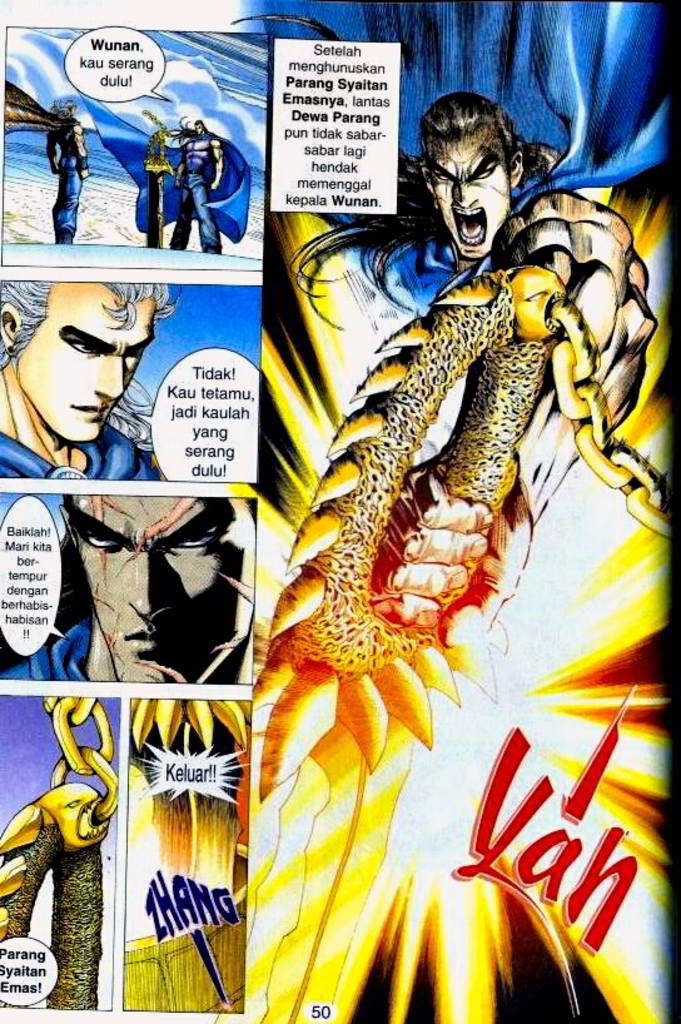 Wunan,
kau serang
dulu!
Setelah
menghunuskan
Parang Syaitan
Emasnya, lantas
Dewa Parang
pun tidak sabar-
sabar lagi
hendak
memenggal
kepala Wunan.
Tidak!
Kau tetamu,
jadi kaulah
yang
serang
dulu!
Baiklah!
Mari kita
ber-
tempur
dengan
berhabis-
habisan
!!
Parang
Syaitan
Emas!
Keluar!!
ZHANG!
Yah!
50